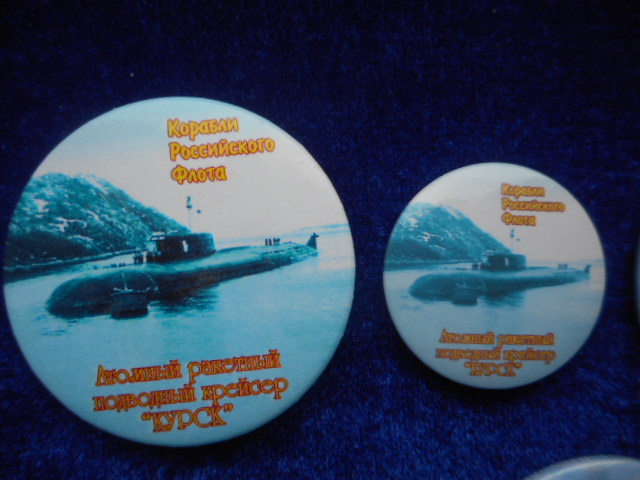 Корабли
Российского
Флота
Атомный ракетный
подводный крейсер
"КУРСК"
Корабли
Российского
Флота
Атомный ракетный
подводный крейсер
"КУРСК"